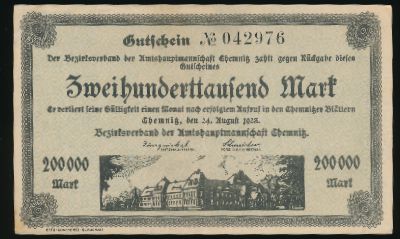 Gutschein № 042976
Der Bezirksverband der Amtshauptmannschaft Chemnitz zahlt gegen Rückgabe dieses
Gutscheines
Zweihunderttausend Mark
Er verliert seine Gültigkeit einen Monat nach erfolgtem Aufruf in den Chemnitzer Blättern
Chemnitz, den 24. August 1923.
Bezirksverband der Amtshauptmannschaft Chemnitz.
200000 200000
Mark Mark